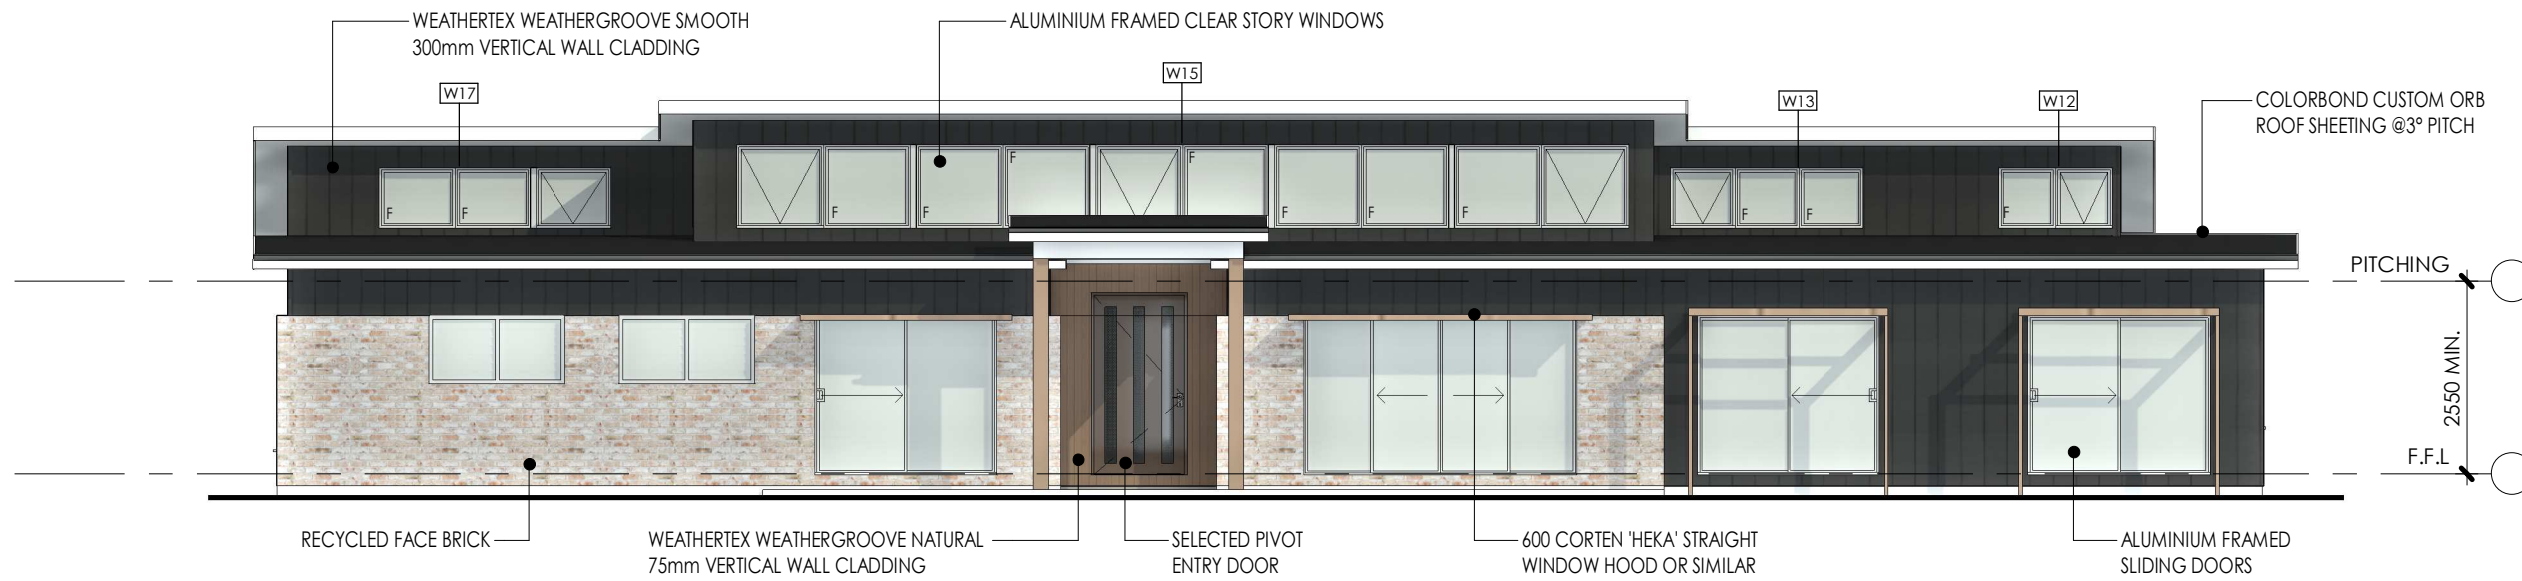 WEATHERTEX WEATHERGROOVE SMOOTH
300mm VERTICAL WALL CLADDING
ALUMINIUM FRAMED CLEAR STORY WINDOWS
W15
W17
W13
W12
COLORBOND CUSTOM ORB
ROOF SHEETING @3° PITCH
F
F
F
F
F
F
F
F
F
F
F
F
F
PITCHING
2550 MIN.
F.F.L
RECYCLED FACE BRICK
WEATHERTEX WEATHERGROOVE NATURAL
75mm VERTICAL WALL CLADDING
SELECTED PIVOT
ENTRY DOOR
600 CORTEN 'HEKA' STRAIGHT
WINDOW HOOD OR SIMILAR
ALUMINIUM FRAMED
SLIDING DOORS